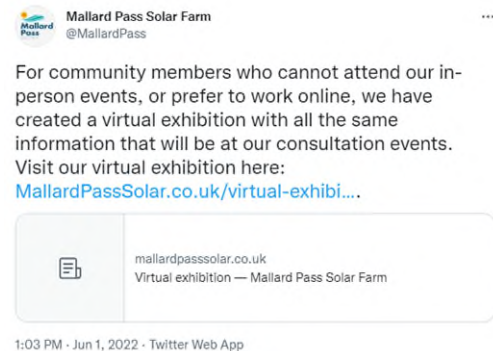 Mallard
Pass
Mallard Pass Solar Farm
@MallardPass
For community members who cannot attend our in-
person events, or prefer to work online, we have
created a virtual exhibition with all the same
information that will be at our consultation events.
Visit our virtual exhibition here:
MallardPassSolar.co.uk/virtual-exhibi….
mallardpasssolar.co.uk
Virtual exhibition — Mallard Pass Solar Farm
1:03 PM · Jun 1, 2022 · Twitter Web App